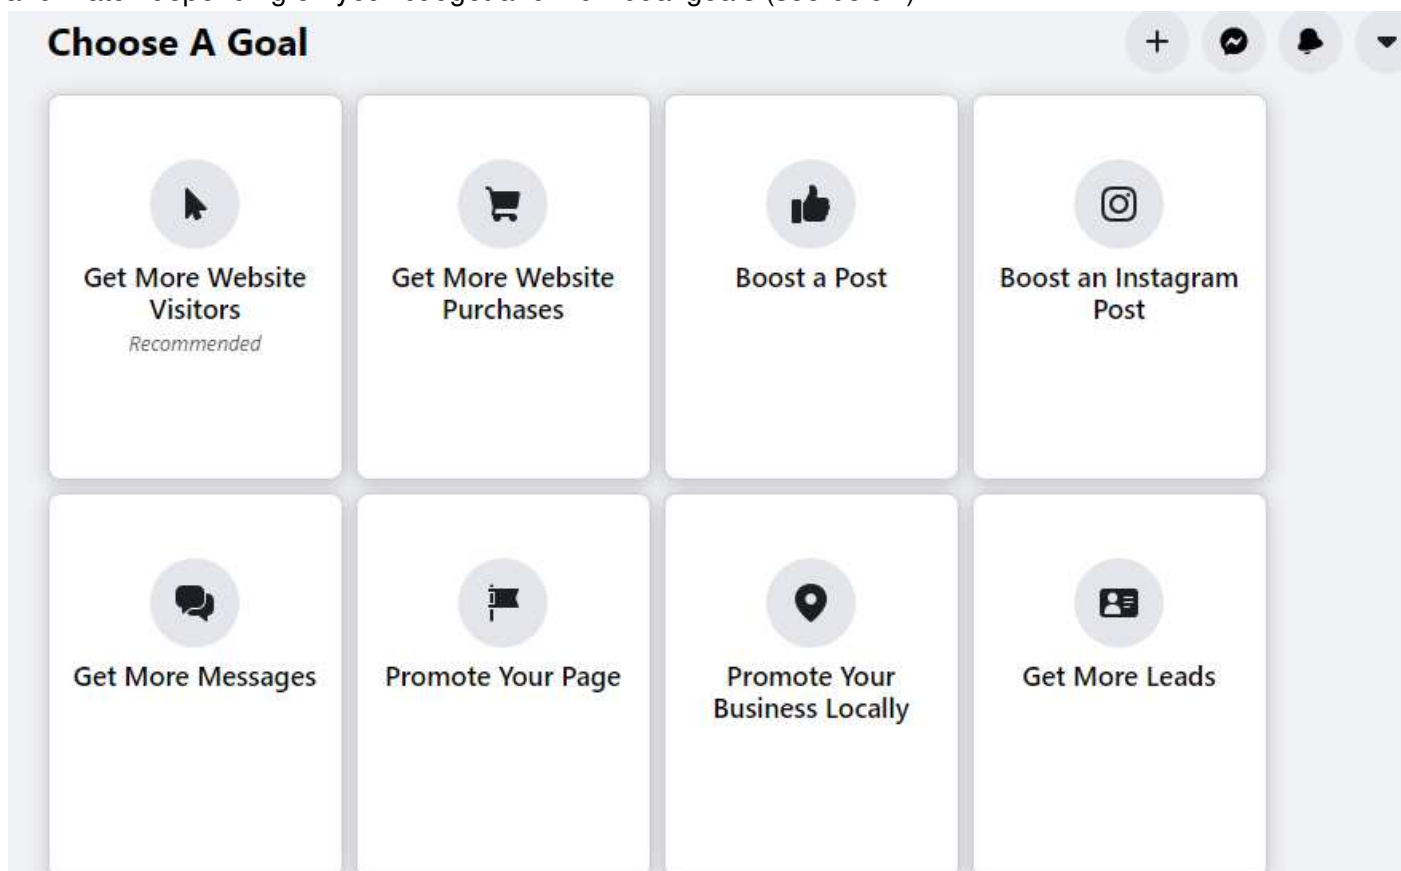 Choose A Goal
Get More Website
Visitors
Recommended
Get More Website
Purchases
Boost a Post
Boost an Instagram
Post
Get More Messages
Promote Your Page
Promote Your
Business Locally
Get More Leads